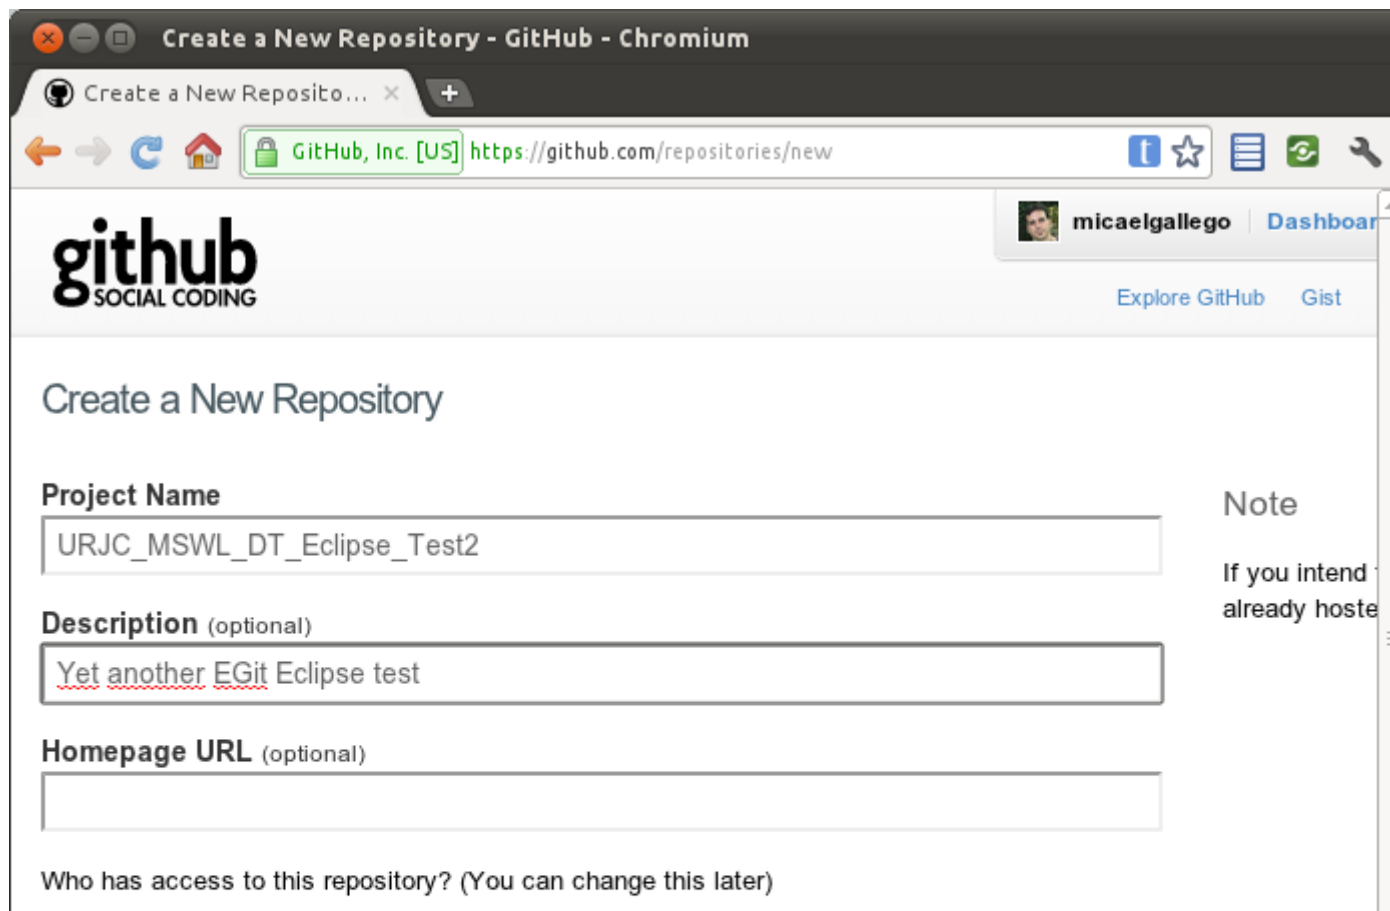 Create a New Repository - GitHub - Chromium
Create a New Reposito...
GitHub, Inc. [US] https://github.com/repositories/new
t
micaelgallego Dashboar
github
SOCIAL CODING
Explore GitHub Gist
Create a New Repository
Project Name
URJC_MSWL_DT_Eclipse_Test2
Note
If you intend
already hoste
Description (optional)
Yet another EGit Eclipse test
Homepage URL (optional)
Who has access to this repository? (You can change this later)